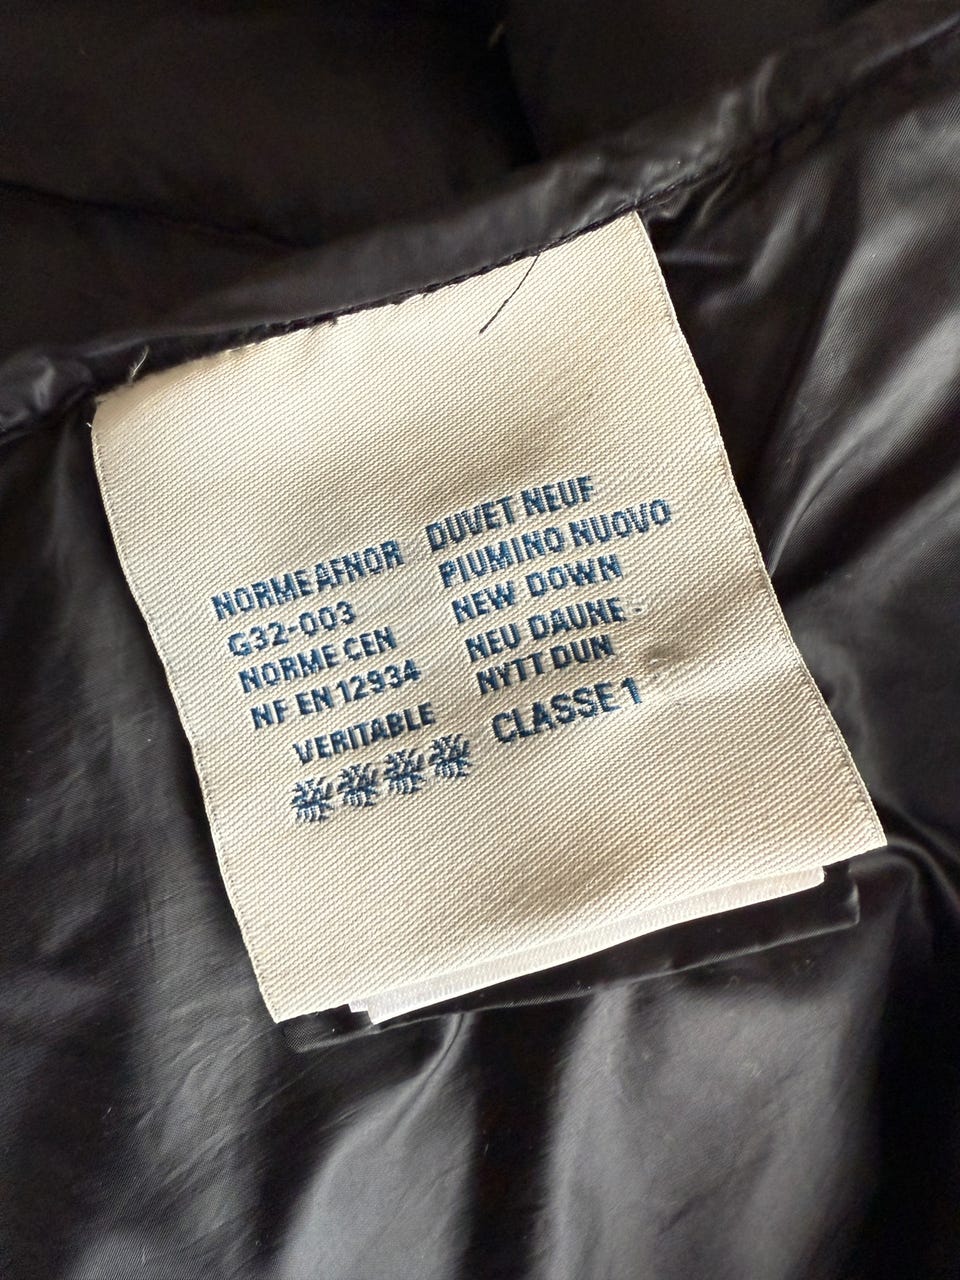 NORME AFNOR
G32-003
NORME CEN
NF EN 12934
VERITABLE
DUVET NEUF
PIUMINO NUOVO
NEW DOWN
NEU DAUNE -
NYTT DUN
CLASSE 1